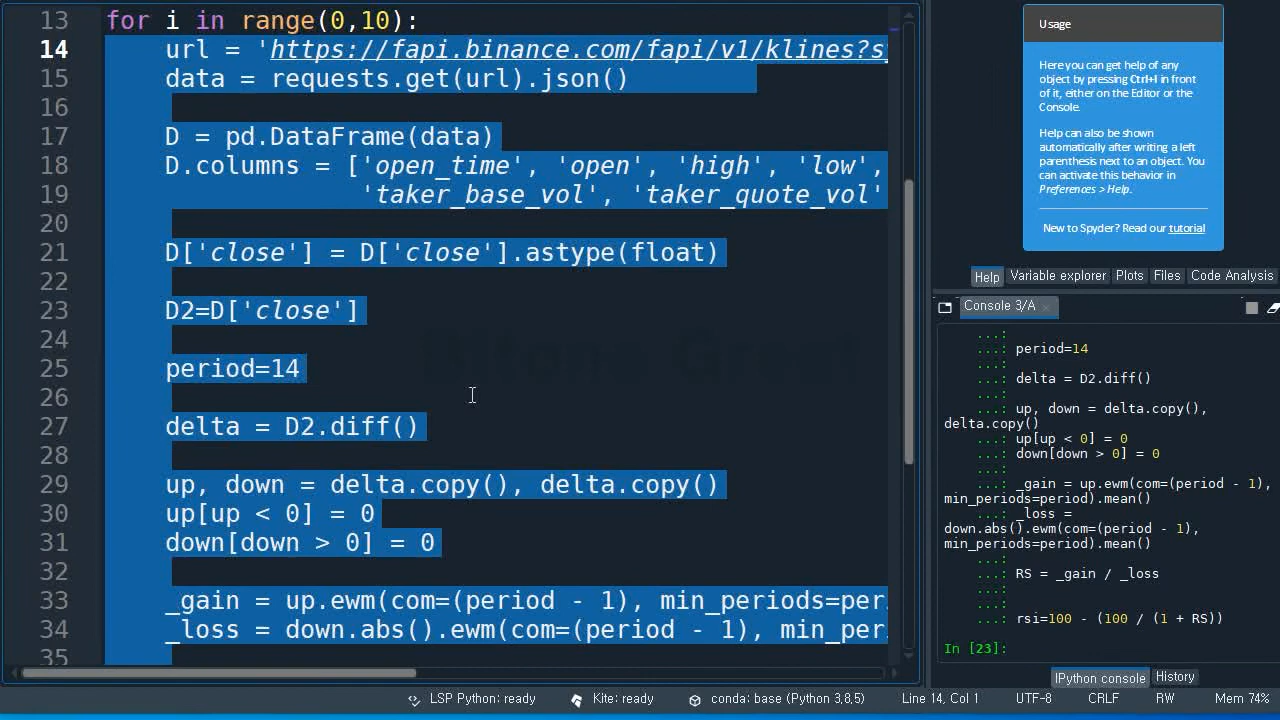 13 for i in range(0,10):
14 url = 'https://fapi.binance.com/fapi/v1/klines?s
15 data = requests.get(url).json()
16
17 D = pd.DataFrame(data)
18 D.columns = ['open_time', 'open', 'high', 'low',
19 'taker_base_vol', 'taker_quote_vol'
20
21 D['close'] = D['close'].astype(float)
22
23 D2=D['close']
24
25 period=14
26
27 delta = D2.diff()
28
29 up, down = delta.copy(), delta.copy()
30 up[up < 0] = 0
31 down[down > 0] = 0
32
33 _gain = up.ewm(com=(period - 1), min_periods=per
34 _loss = down.abs().ewm(com=(period - 1), min_per
35
Usage
Here you can get help of any
object by pressing Ctrl+I in front
of it, either on the Editor or the
Console.
Help can also be shown
automatically after writing a left
parenthesis next to an object. You
can activate this behavior in
Preferences > Help.
New to Spyder? Read our tutorial
Help Variable explorer Plots Files Code Analysis
Console 3/A
...:
...: period=14
...:
...: delta = D2.diff()
...:
...: up, down = delta.copy(),
delta.copy()
...: up[up < 0] = 0
...: down[down > 0] = 0
...:
...: _gain = up.ewm(com=(period - 1),
min_periods=period).mean()
...: _loss =
down.abs().ewm(com=(period - 1),
min_periods=period).mean()
...:
...: RS = _gain / _loss
...:
...:
...: rsi=100 - (100 / (1 + RS))
In [23]:
IPython console History
LSP Python: ready Kite: ready conda: base (Python 3.8.5) Line 14, Col 1 UTF-8 CRLF RW Mem 74%